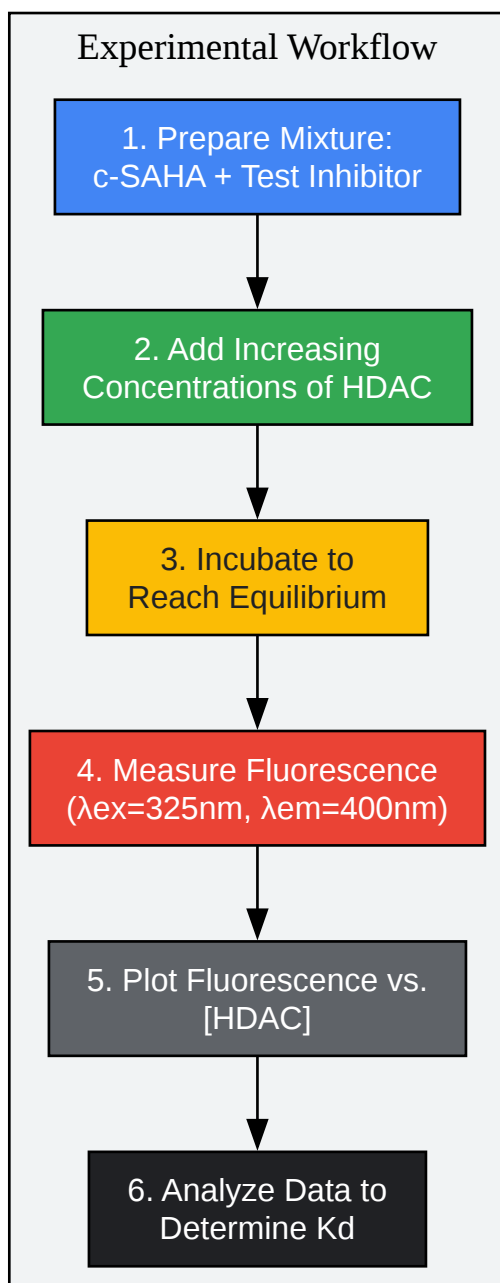 Experimental Workflow
1. Prepare Mixture:
c-SAHA + Test Inhibitor
2. Add Increasing
Concentrations of HDAC
3. Incubate to
Reach Equilibrium
4. Measure Fluorescence
(λex=325nm, λem=400nm)
5. Plot Fluorescence vs.
[HDAC]
6. Analyze Data to
Determine Kd